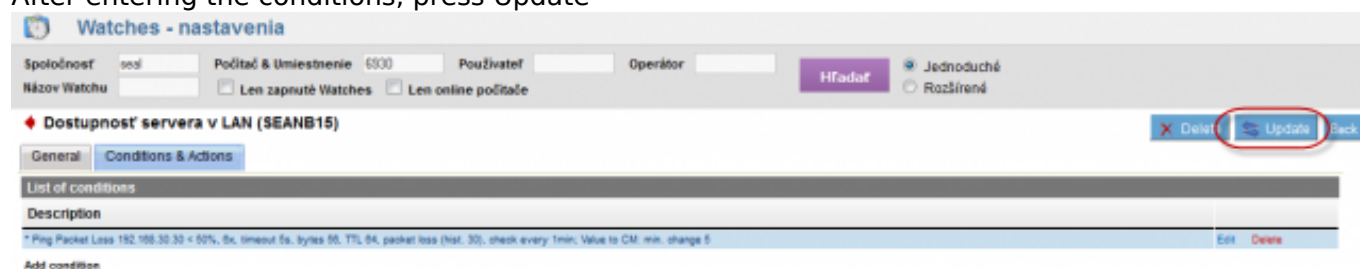 After entering the conditions, press Update
Watches - nastavenia
Spoločnosť seal Počítač & Umiestnenie 6930 Používateľ Operátor
Hľadať
Jednoduché
Rozšírené
Názov Watchu Len zapnuté Watches Len online počítače
Dostupnosť servera v LAN (SEANB15)
Delete Update Back
General Conditions & Actions
List of conditions
Description
* Ping Packet Loss 192.168.30.30 < 50%, 6x, timeout 5s, bytes 56, TTL 64, packet loss (hist. 30), check every 1min; Value to CM: min. change 5
Edit Delete
Add condition